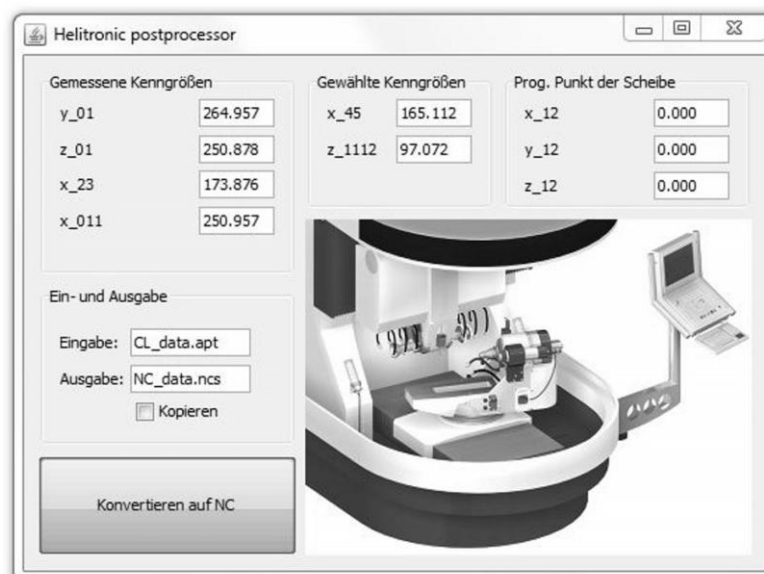 Helitronic postprocessor
Gemessene Kenngrößen
y_01 264.957
z_01 250.878
x_23 173.876
x_011 250.957
Gewählte Kenngrößen
x_45 165.112
z_1112 97.072
Prog. Punkt der Scheibe
x_12 0.000
y_12 0.000
z_12 0.000
Ein- und Ausgabe
Eingabe: CL_data.apt
Ausgabe: NC_data.ncs
Kopieren
Konvertieren auf NC